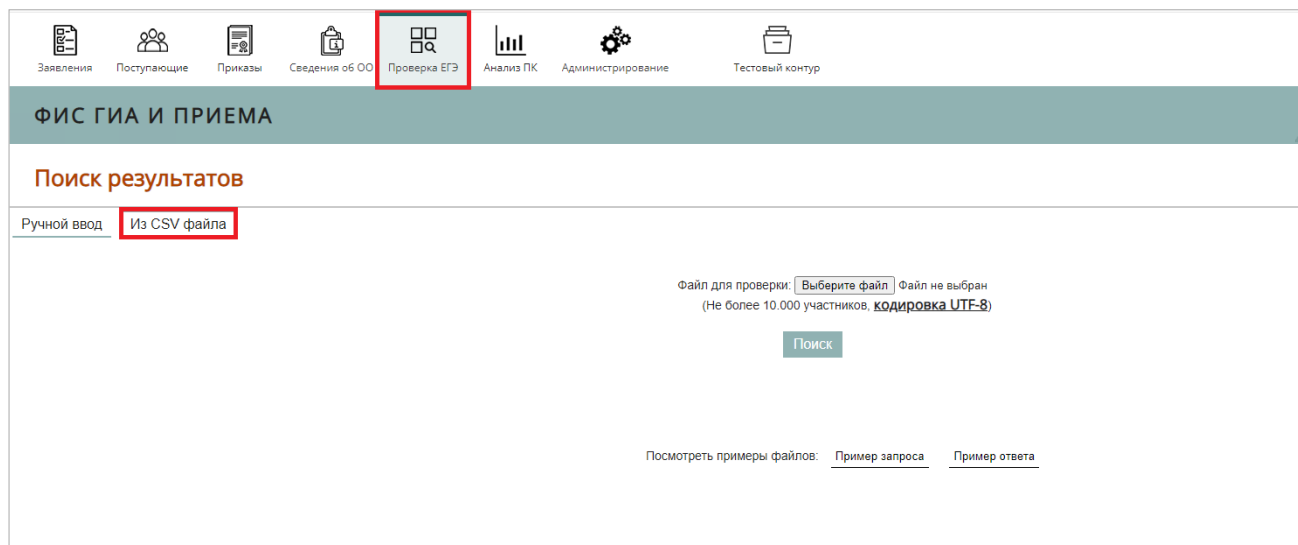 Заявления Поступающие Приказы Сведения об ОО Проверка ЕГЭ Анализ ПК Администрирование Тестовый контур
ФИС ГИА И ПРИЕМА
Поиск результатов
Ручной ввод Из CSV файла
Файл для проверки: Выберите файл Файл не выбран
(Не более 10.000 участников, кодировка UTF-8)
Поиск
Посмотреть примеры файлов: Пример запроса Пример ответа